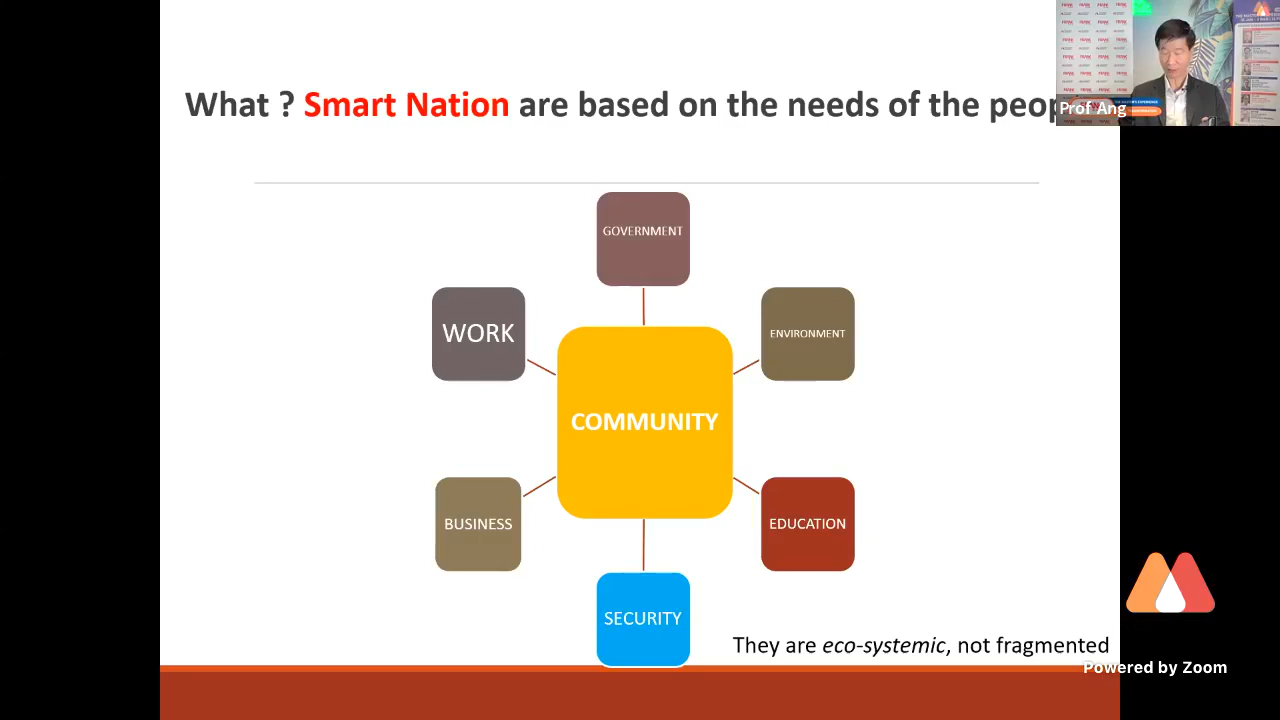 What ? Smart Nation are based on the needs of the peop
Prof Ang
GOVERNMENT
WORK
ENVIRONMENT
COMMUNITY
BUSINESS
EDUCATION
SECURITY
They are eco-systemic, not fragmented
Powered by Zoom